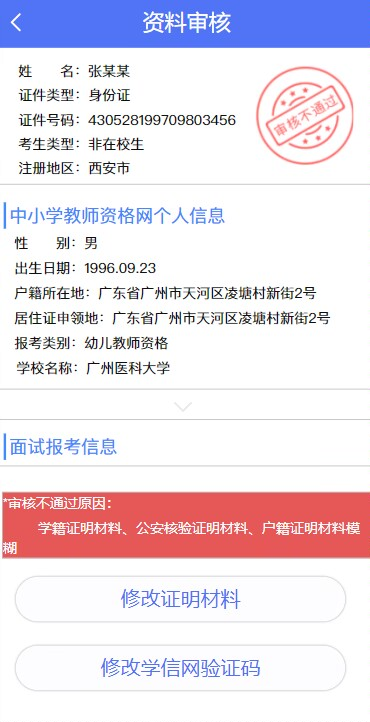 资料审核
姓　　名：张某某
证件类型：身份证
证件号码：430528199709803456
考生类型：非在校生
注册地区：西安市
审核不通过
中小学教师资格网个人信息
性　　别：男
出生日期：1996.09.23
户籍所在地：广东省广州市天河区凌塘村新街2号
居住证申领地：广东省广州市天河区凌塘村新街2号
报考类别：幼儿教师资格
学校名称：广州医科大学
面试报考信息
*审核不通过原因：
学籍证明材料、公安核验证明材料、户籍证明材料模
糊
修改证明材料
修改学信网验证码